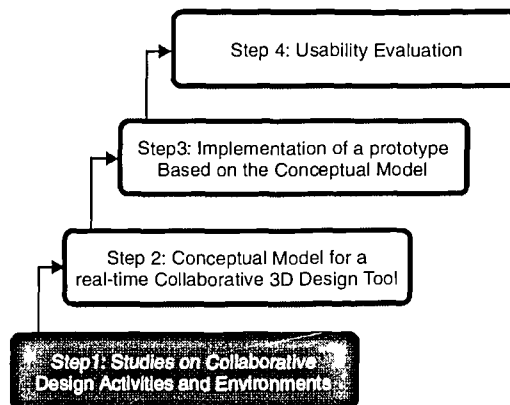 Step 4: Usability Evaluation
Step3: Implementation of a prototype
Based on the Conceptual Model
Step 2: Conceptual Model for a
real-time Collaborative 3D Design Tool
Step1: Studies on Collaborative
Design Activities and Environments